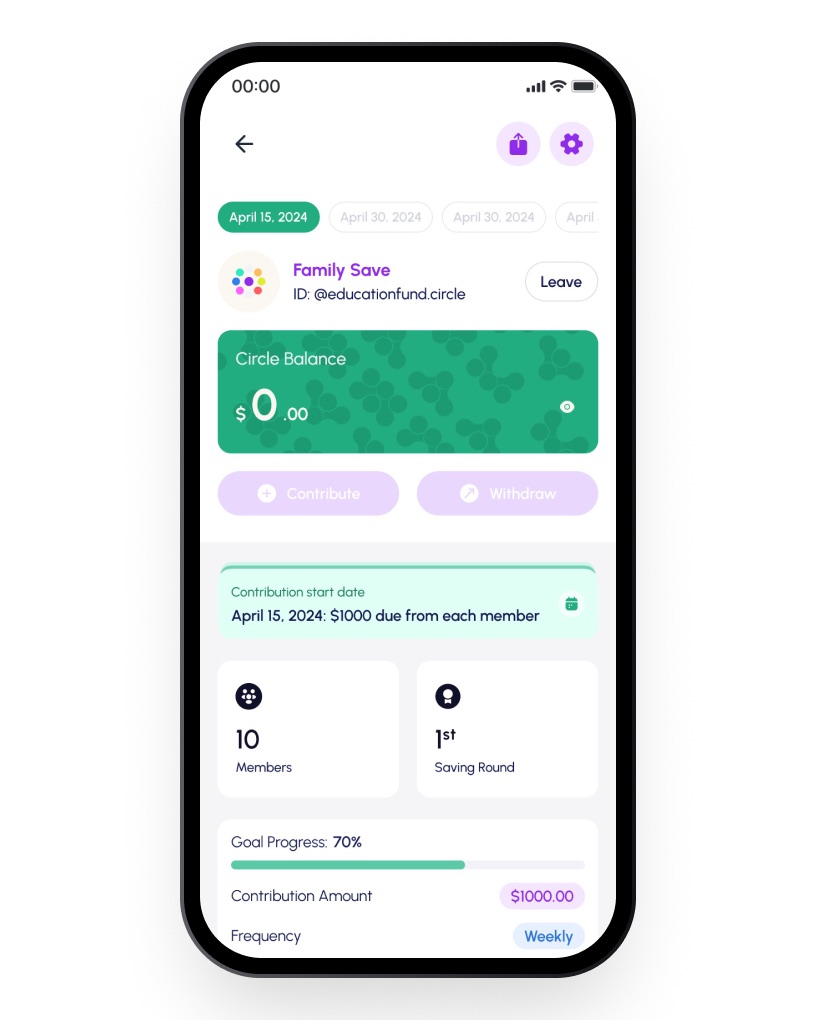 00:00
April 15, 2024 April 30, 2024 April 30, 2024 April
Family Save
ID: @educationfund.circle
Leave
Circle Balance
$ 0 .00
Contribute Withdraw
Contribution start date
April 15, 2024: $1000 due from each member
10
Members
1st
Saving Round
Goal Progress: 70%
Contribution Amount $1000.00
Frequency Weekly